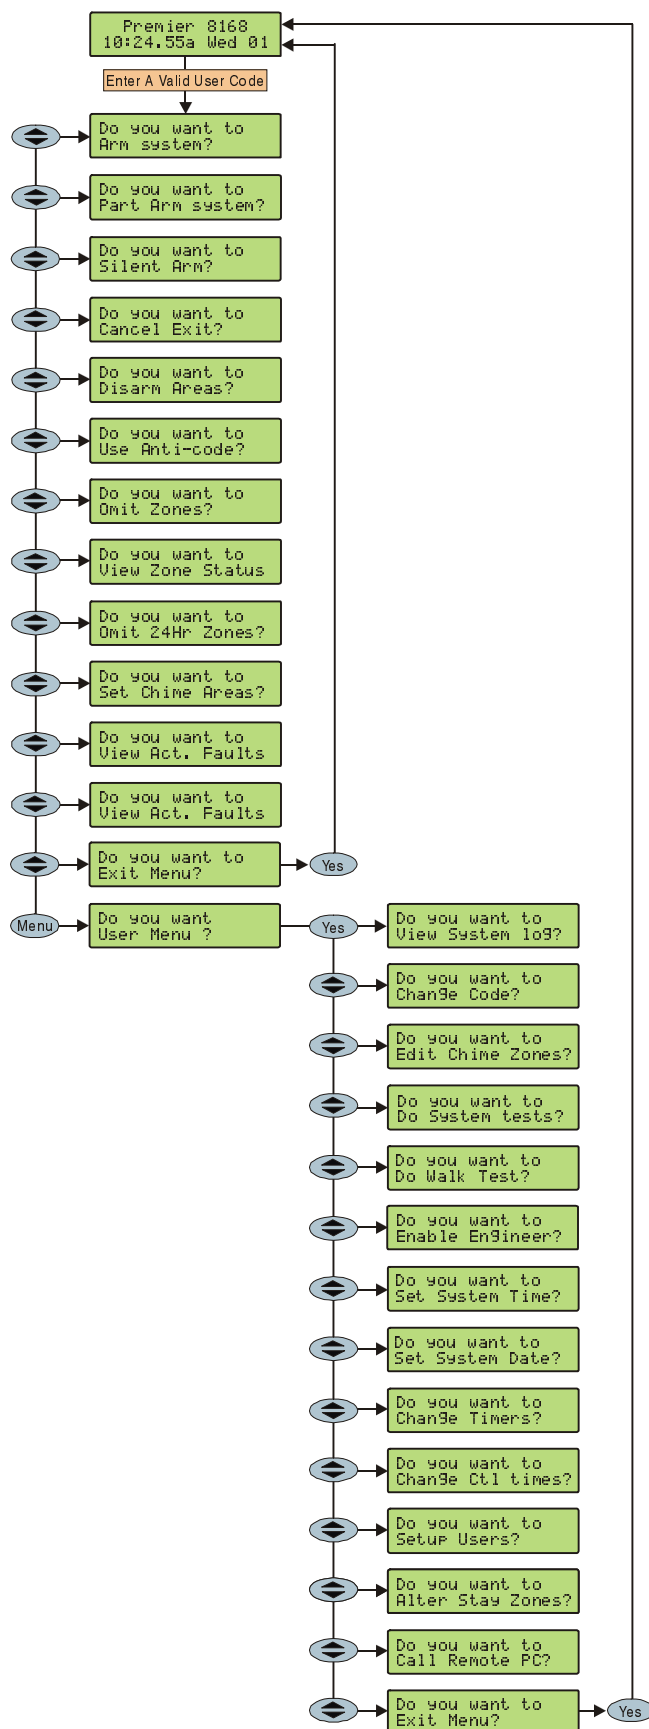 Premier 8168
10:24.55a Wed 01
Enter A Valid User Code
Do you want to
Arm system?
Do you want to
Part Arm system?
Do you want to
Silent Arm?
Do you want to
Cancel Exit?
Do you want to
Disarm Areas?
Do you want to
Use Anti-code?
Do you want to
Omit Zones?
Do you want to
View Zone Status
Do you want to
Omit 24Hr Zones?
Do you want to
Set Chime Areas?
Do you want to
View Act. Faults
Do you want to
View Act. Faults
Do you want to
Exit Menu?
Yes
Menu
Do you want
User Menu ?
Yes
Do you want to
View System log?
Do you want to
Change Code?
Do you want to
Edit Chime Zones?
Do you want to
Do System tests?
Do you want to
Do Walk Test?
Do you want to
Enable Engineer?
Do you want to
Set System Time?
Do you want to
Set System Date?
Do you want to
Change Timers?
Do you want to
Change Ctl times?
Do you want to
Setup Users?
Do you want to
Alter Stay Zones?
Do you want to
Call Remote PC?
Do you want to
Exit Menu?
Yes